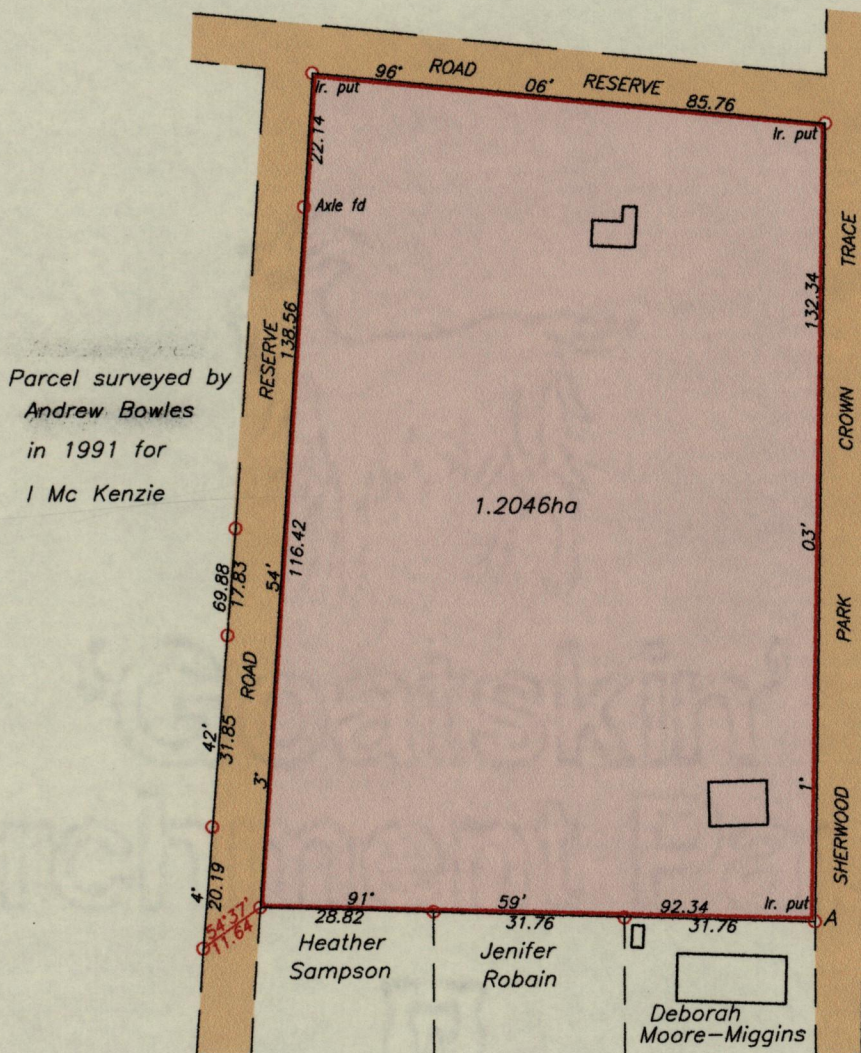 96° ROAD 06' RESERVE 85.76
Ir. put
Ir. put
22.14
Axle fd
138.56
RESERVE
132.34
TRACE
CROWN
Parcel surveyed by
Andrew Bowles
in 1991 for
I Mc Kenzie
1.2046ha
116.42
54'
03'
69.88
17.83
PARK
ROAD
42'
31.85
3°
1°
SHERWOOD
4'
20.19
54°37'
11.64
91° 59' 92.34 Ir. put
28.82 31.76 31.76 A
Heather
Sampson
Jenifer
Robain
Deborah
Moore-Miggins
Goatskin
Parchment